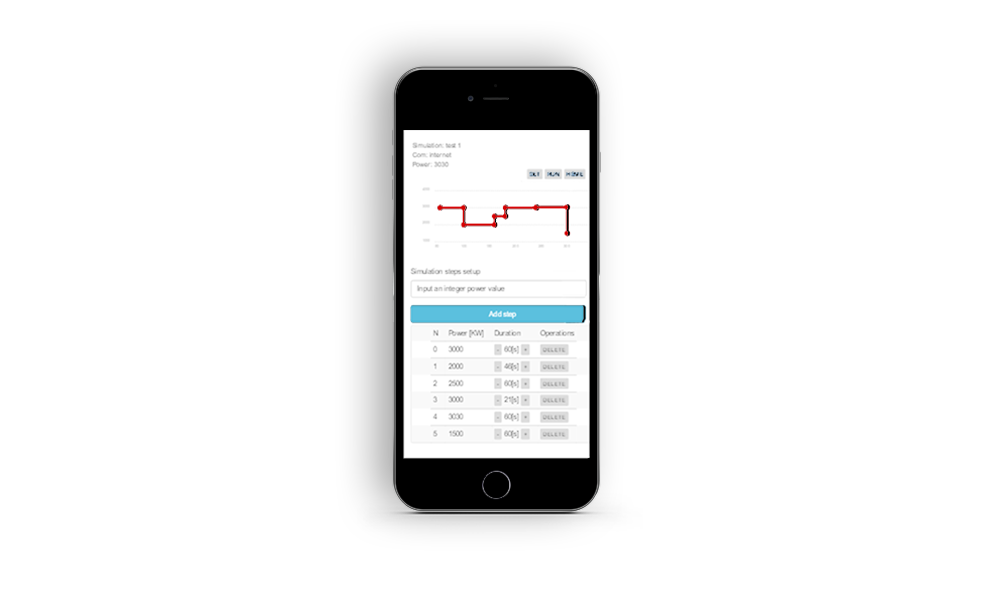 Simulation: test 1
Com: internet
Power: 3030
SET RUN HOME
Simulation steps setup
Input an integer power value
Add step
N Power [KW] Duration Operations
0 3000 - 60[s] + DELETE
1 2000 - 46[s] + DELETE
2 2500 - 60[s] + DELETE
3 3000 - 21[s] + DELETE
4 3030 - 60[s] + DELETE
5 1500 - 60[s] + DELETE